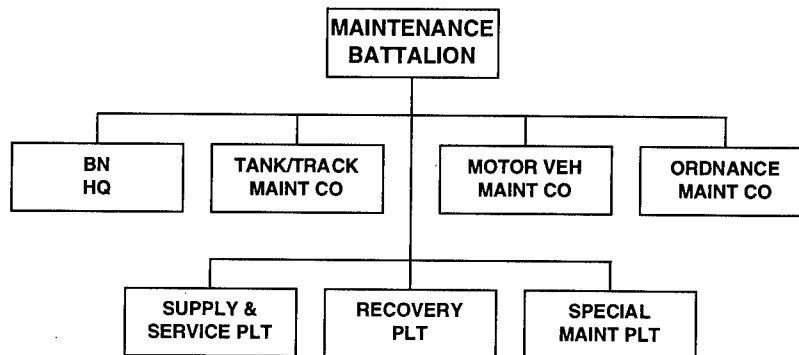 MAINTENANCE
BATTALION
BN
HQ
TANK/TRACK
MAINT CO
MOTOR VEH
MAINT CO
ORDNANCE
MAINT CO
SUPPLY &
SERVICE PLT
RECOVERY
PLT
SPECIAL
MAINT PLT